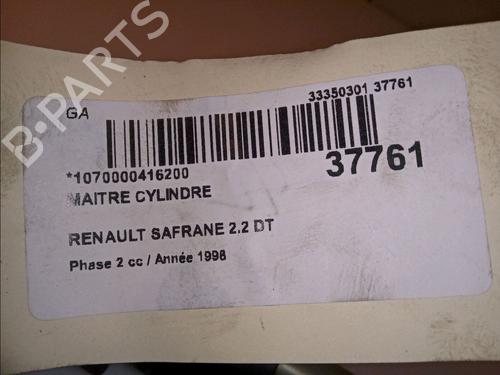 GA
33350301 37761
*1070000416200
37761
MAITRE CYLINDRE
RENAULT SAFRANE 2,2 DT
Phase 2 cc / Année 1998
B-PARTS